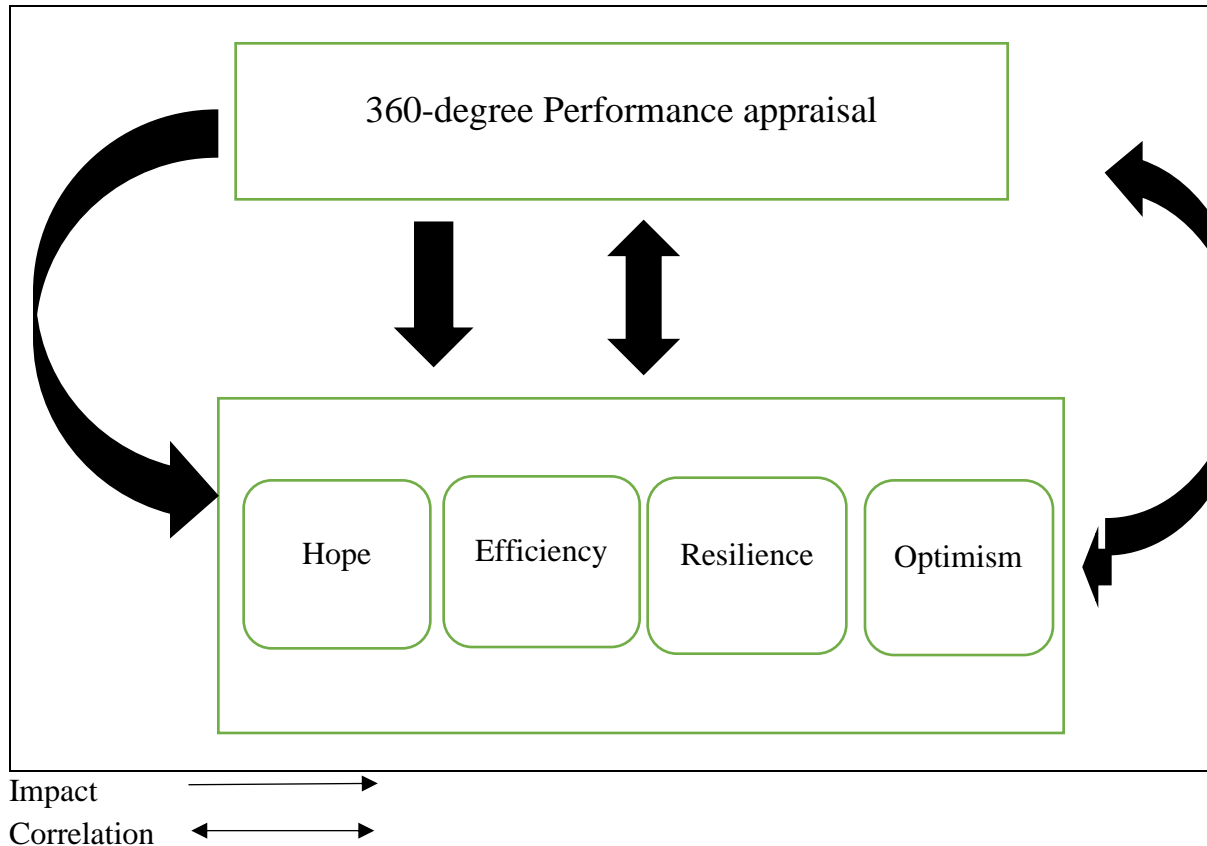 360-degree Performance appraisal
Hope
Efficiency
Resilience
Optimism
Impact
Correlation